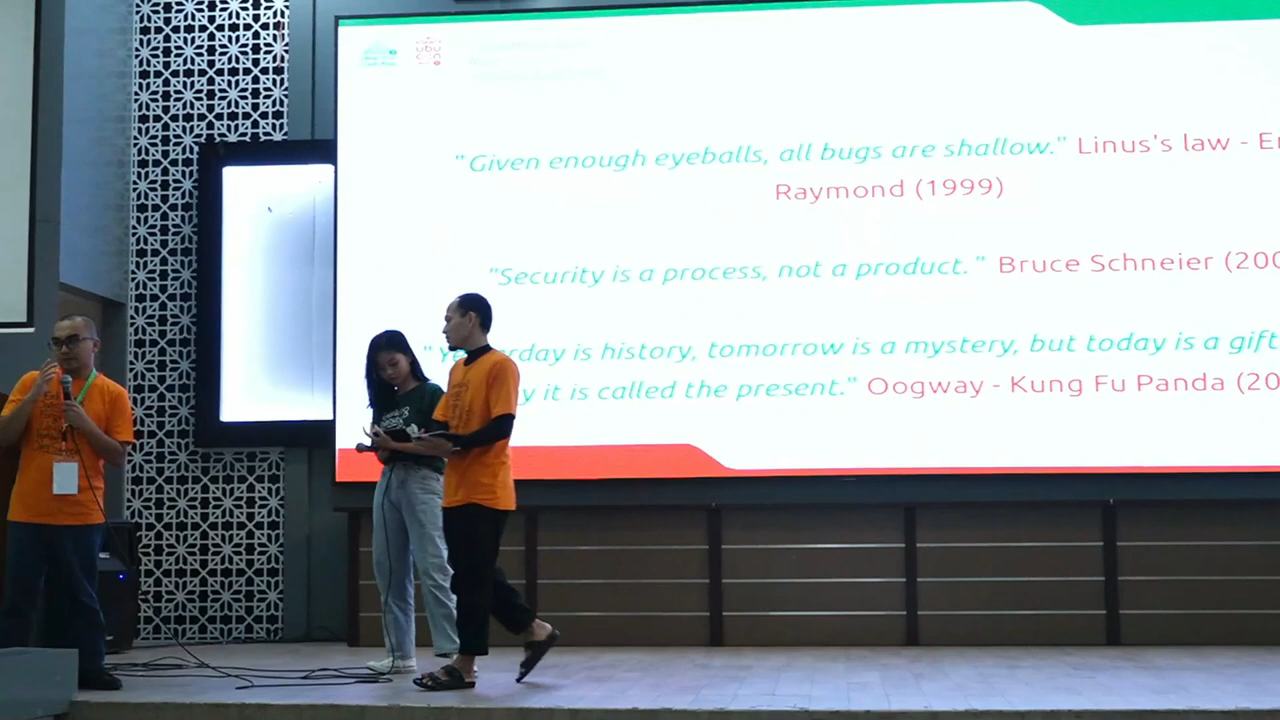 "Given enough eyeballs, all bugs are shallow." Linus's law -
Raymond (1999)
"Security is a process, not a product." Bruce Schneier (200
is history, tomorrow is a mystery, but today is a gift
it is called the present." Oogway - Kung Fu Panda (20